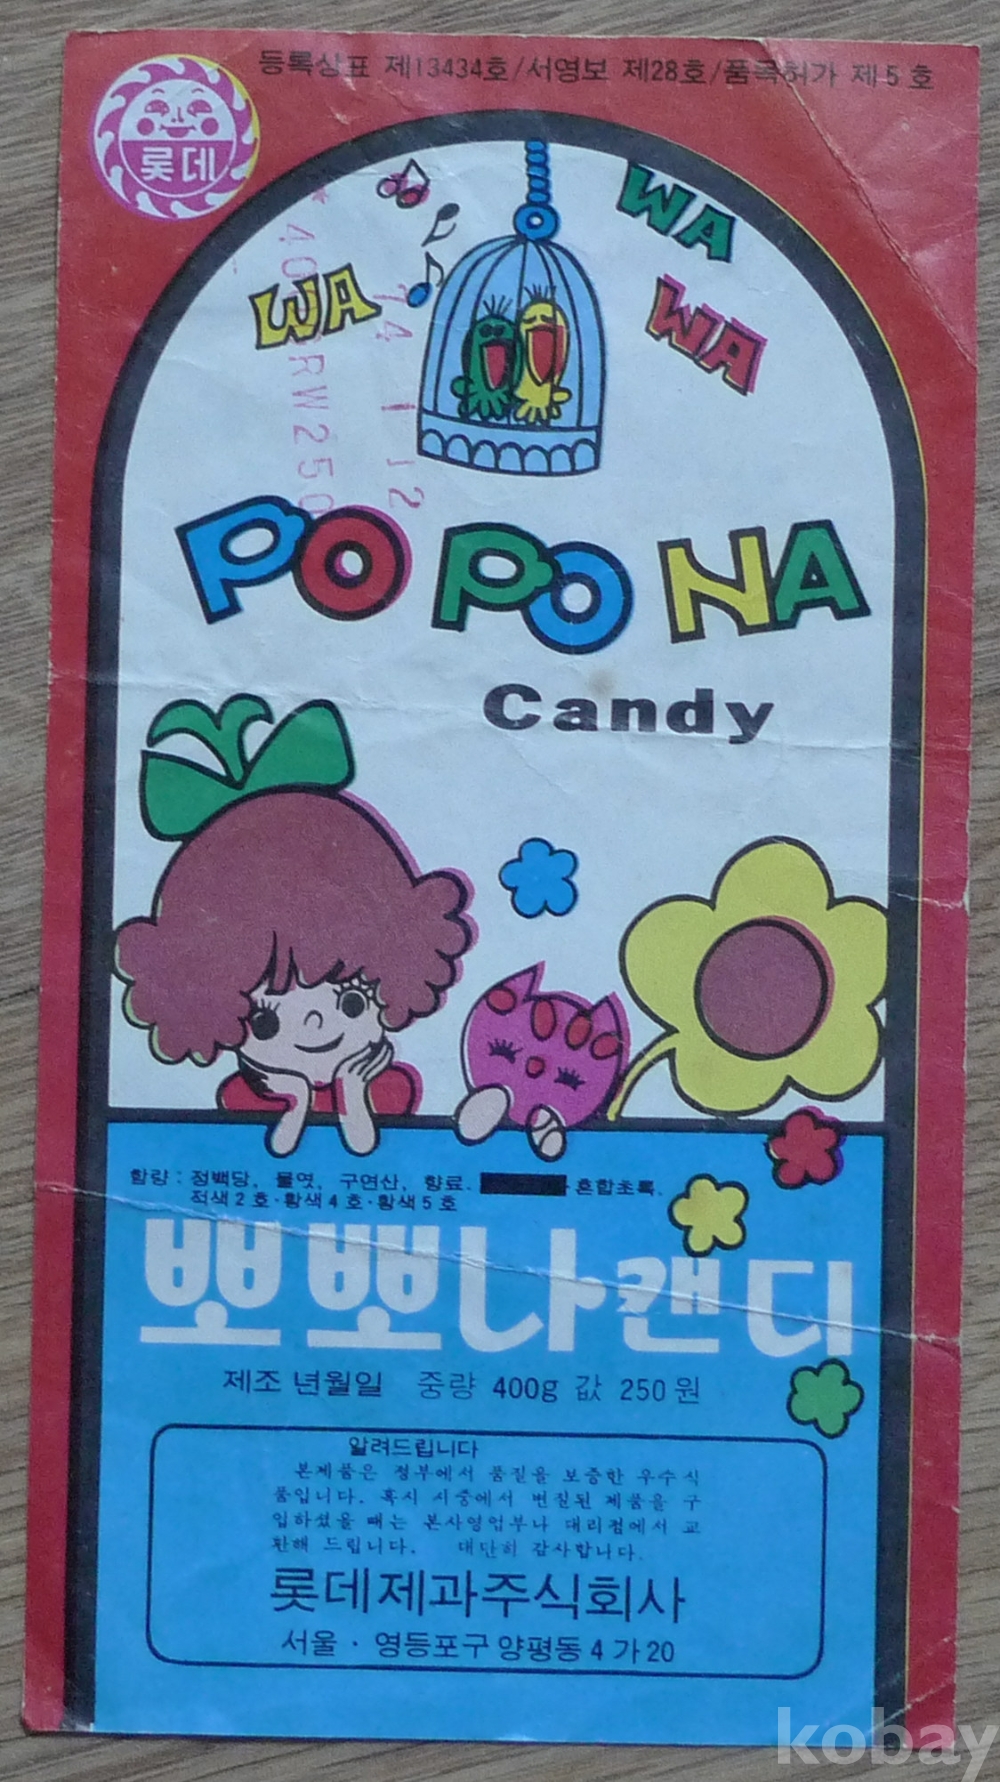 등록상표 제13434호/서영보 제28호/품곡허가 제5호
롯데
WA
WA
WA
74 1 12
PO PO NA
Candy
함량 : 정백당, 물엿, 구연산, 향료. 혼합초록.
적색2호·황색4호·황색5호
뽀뽀나캔디
제조 년월일 중량 400g 값 250원
알려드립니다
본제품은 정부에서 품질을 보증한 우수식
품입니다. 혹시 시중에서 변질된 제품을 구
입하셨을 때는 본사영업부나 대리점에서 교
환해 드립니다. 대단히 감사합니다.
롯데제과주식회사
서울·영등포구 양평동 4가20
kobay